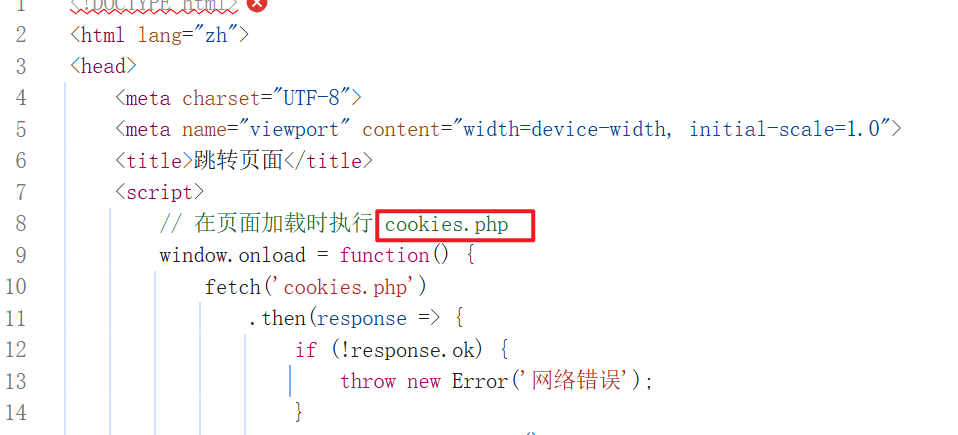 1 <!DOCTYPE html>
2 <html lang="zh">
3 <head>
4 <meta charset="UTF-8">
5 <meta name="viewport" content="width=device-width, initial-scale=1.0">
6 <title>跳转页面</title>
7 <script>
8 // 在页面加载时执行 cookies.php
9 window.onload = function() {
10 fetch('cookies.php')
11 .then(response => {
12 if (!response.ok) {
13 throw new Error('网络错误');
14 }